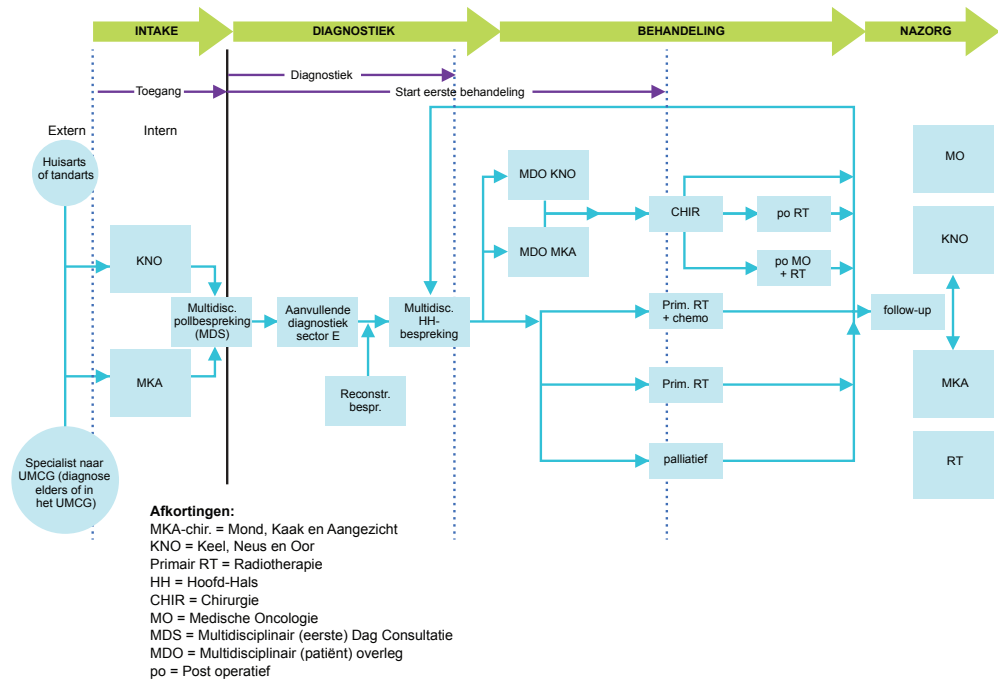 INTAKE
DIAGNOSTIEK
BEHANDELING
NAZORG
Diagnostiek
Toegang
Start eerste behandeling
Extern
Intern
Huisarts
of tandarts
KNO
MKA
Specialist naar
UMCG (diagnose
elders of in
het UMCG)
Multidisc.
pollbespreking
(MDS)
Aanvullende
diagnostiek
sector E
Reconstr.
bespr.
Multidisc.
HH-
bespreking
MDO KNO
MDO MKA
CHIR
po RT
po MO
+ RT
Prim. RT
+ chemo
Prim. RT
palliatief
follow-up
MO
KNO
MKA
RT
Afkortingen:
MKA-chir. = Mond, Kaak en Aangezicht
KNO = Keel, Neus en Oor
Primair RT = Radiotherapie
HH = Hoofd-Hals
CHIR = Chirurgie
MO = Medische Oncologie
MDS = Multidisciplinair (eerste) Dag Consultatie
MDO = Multidisciplinair (patiënt) overleg
po = Post operatief